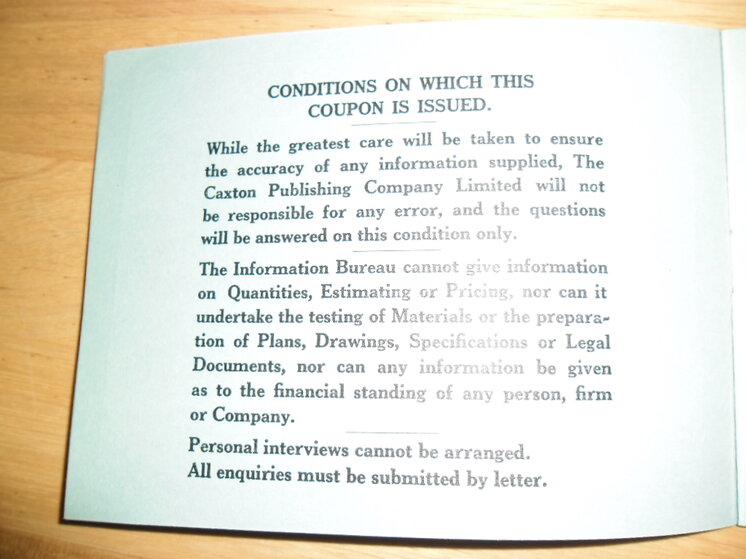 CONDITIONS ON WHICH THIS
COUPON IS ISSUED.
While the greatest care will be taken to ensure
the accuracy of any information supplied, The
Caxton Publishing Company Limited will not
be responsible for any error, and the questions
will be answered on this condition only.
The Information Bureau cannot give information
on Quantities, Estimating or Pricing, nor can it
undertake the testing of Materials or the prepara-
tion of Plans, Drawings, Specifications or Legal
Documents, nor can any information be given
as to the financial standing of any person, firm
or Company.
Personal interviews cannot be arranged.
All enquiries must be submitted by letter.